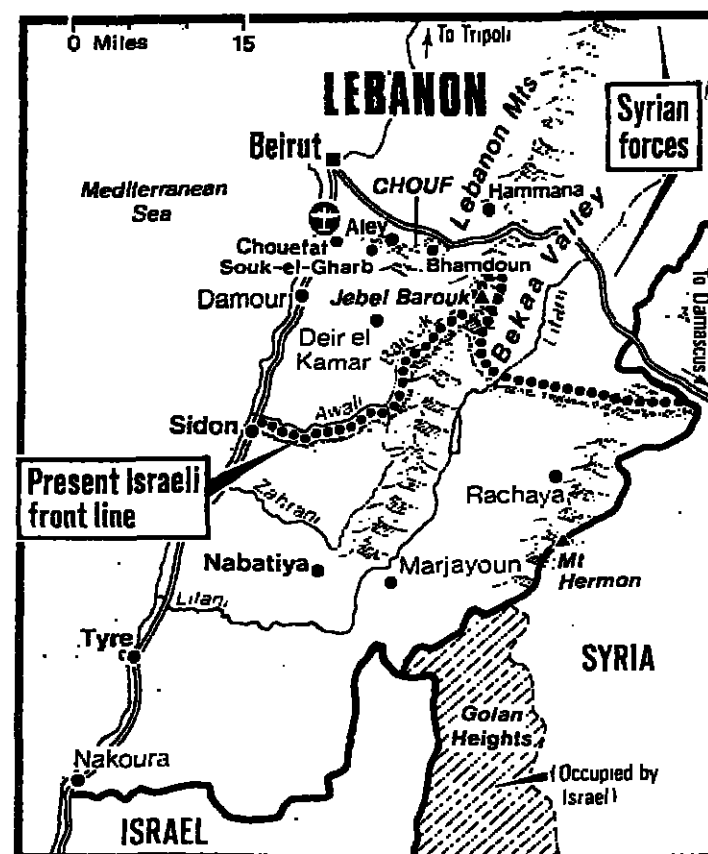 0 Miles 15
To Tripoli
LEBANON
Lebanon Mts
Syrian
forces
Beirut
Mediterranean
Sea
CHOUF
Hammana
Aley
Chouefat
Souk-el-Gharb
Bhamdoun
Bekaa Valley
Damour
Jebel Barouk
Litani
To Damascus
Deir el
Kamar
Barouk
Awali
Sidon
Present Israeli
front line
Zahrani
Rachaya
Nabatiya
Marjayoun
Mt
Hermon
Litani
Tyre
SYRIA
Golan
Heights
Nakoura
(Occupied by
Israel)
ISRAEL